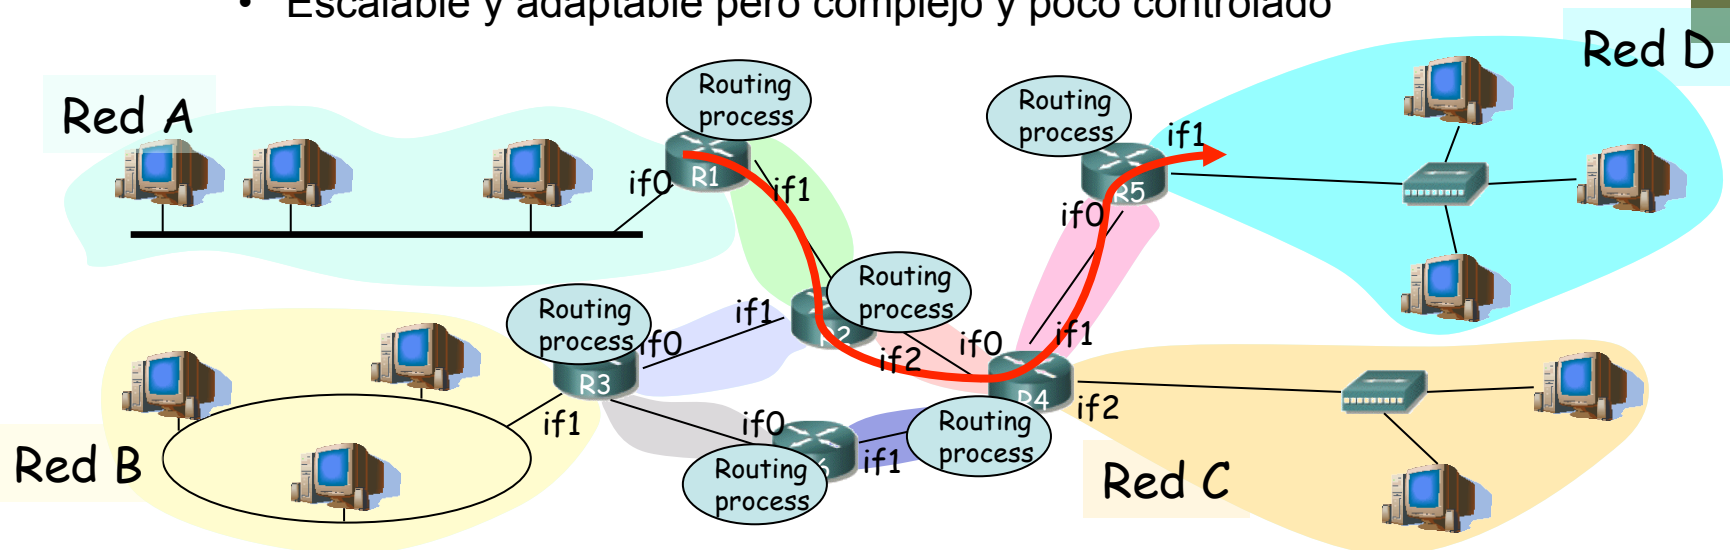 • Escalable y adaptable pero complejo y poco controlado
Red D
Routing
process
Routing
process
Red A
if1
R1
if0
if1
R5
if0
Routing
process
Routing
process
if1
if0
R2
if0
if1
if2
R3
R4
if2
if1
if0
Routing
process
Red B
if1
Routing
process
6
Red C